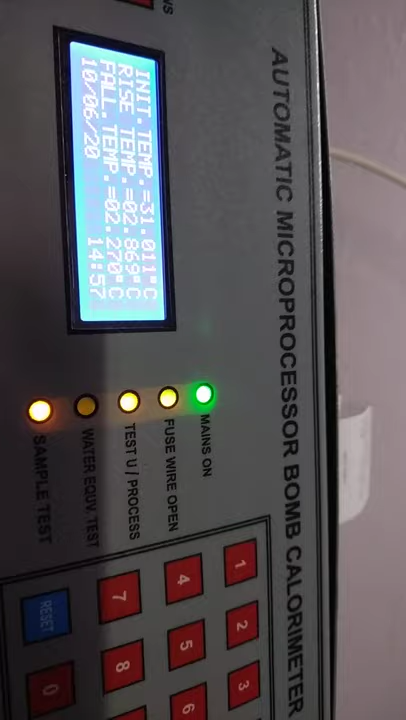 AUTOMATIC MICROPROCESSOR BOMB CALORIMETER
INIT.TEMP.=31.011°C
RISE TEMP.=02.869°C
FALL.TEMP.=02.270°C
10/06/20 14:57
MAINS ON
FUSE WIRE OPEN
TEST U / PROCESS
WATER EQUV. TEST
SAMPLE TEST
1 2 3
4 5 6
7 8
RESET 0